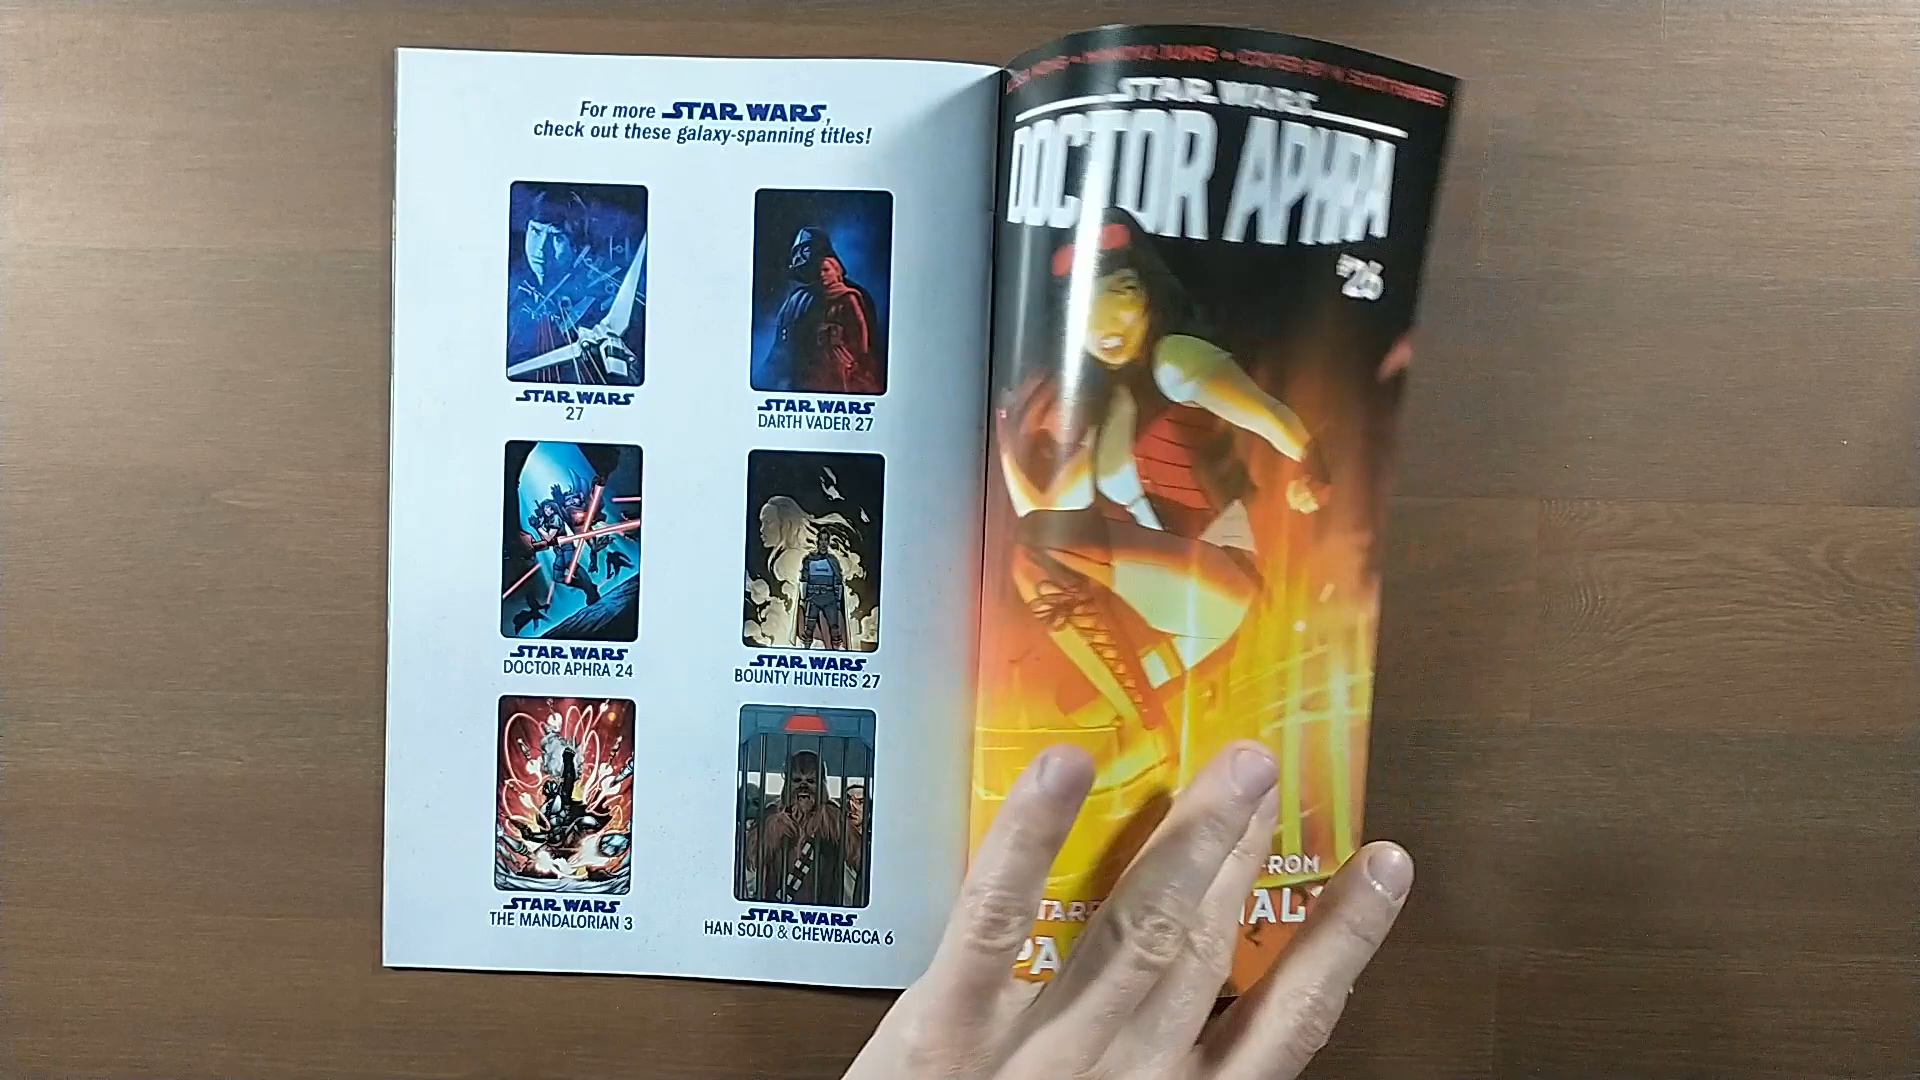 For more STAR WARS,
check out these galaxy-spanning titles!
STAR WARS
27
STAR WARS
DARTH VADER 27
STAR WARS
DOCTOR APHRA 24
STAR WARS
BOUNTY HUNTERS 27
STAR WARS
THE MANDALORIAN 3
STAR WARS
HAN SOLO & CHEWBACCA 6
STAR WARS
DOCTOR APHRA